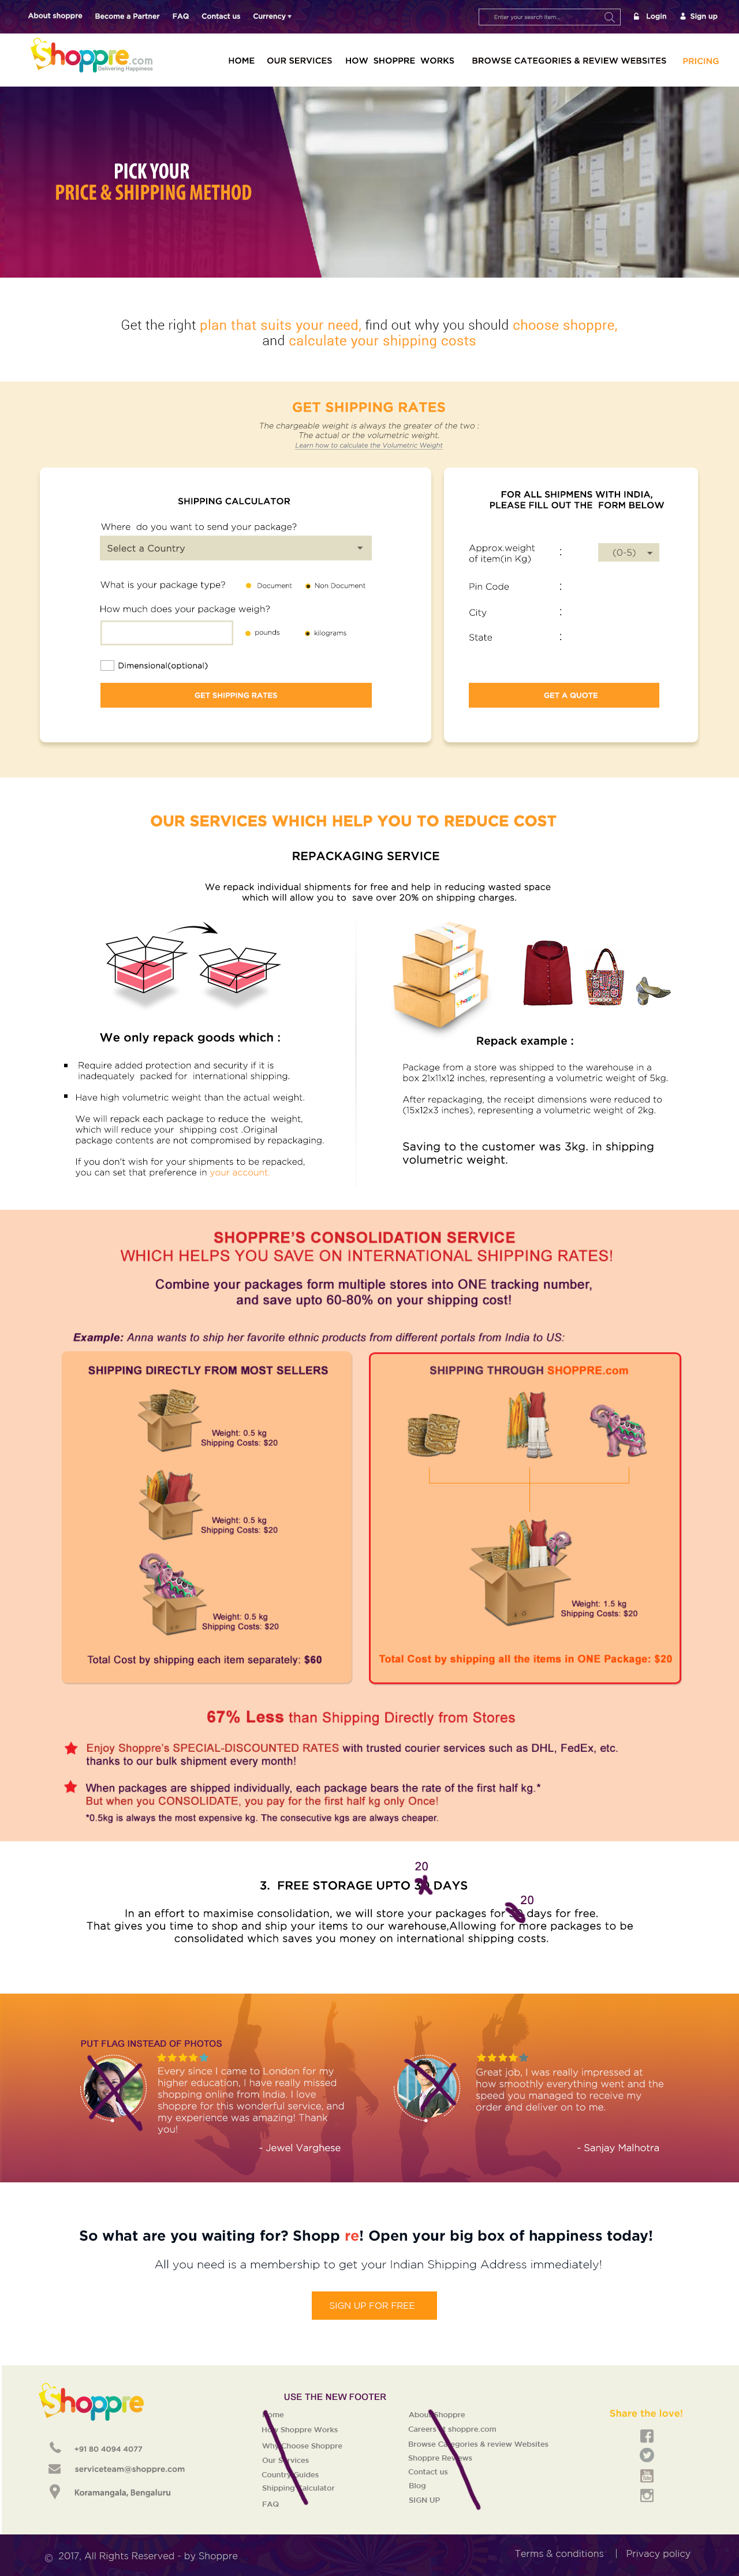 About shoppre Become a Partner FAQ Contact us Currency
Enter your search item...
Login Sign up
Shoppre.com
Delivering Happiness
HOME OUR SERVICES HOW SHOPPRE WORKS BROWSE CATEGORIES & REVIEW WEBSITES PRICING
PICK YOUR
PRICE & SHIPPING METHOD
Get the right plan that suits your need, find out why you should choose shoppre,
and calculate your shipping costs
GET SHIPPING RATES
The chargeable weight is always the greater of the two :
The actual or the volumetric weight.
Learn how to calculate the Volumetric Weight
SHIPPING CALCULATOR
Where do you want to send your package?
Select a Country
What is your package type? Document Non Document
How much does your package weigh?
pounds kilograms
Dimensional(optional)
GET SHIPPING RATES
FOR ALL SHIPMENS WITH INDIA,
PLEASE FILL OUT THE FORM BELOW
Approx.weight
of item(in Kg) : (0-5)
Pin Code :
City :
State :
GET A QUOTE
OUR SERVICES WHICH HELP YOU TO REDUCE COST
REPACKAGING SERVICE
We repack individual shipments for free and help in reducing wasted space
which will allow you to save over 20% on shipping charges.
We only repack goods which :
Require added protection and security if it is
inadequately packed for international shipping.
Have high volumetric weight than the actual weight.
We will repack each package to reduce the weight,
which will reduce your shipping cost .Original
package contents are not compromised by repackaging.
If you don't wish for your shipments to be repacked,
you can set that preference in your account.
Shoppre
Shoppre
Repack example :
Package from a store was shipped to the warehouse in a
box 21x11x12 inches, representing a volumetric weight of 5kg.
After repackaging, the receipt dimensions were reduced to
(15x12x3 inches), representing a volumetric weight of 2kg.
Saving to the customer was 3kg. in shipping
volumetric weight.
SHOPPRE'S CONSOLIDATION SERVICE
WHICH HELPS YOU SAVE ON INTERNATIONAL SHIPPING RATES!
Combine your packages form multiple stores into ONE tracking number,
and save upto 60-80% on your shipping cost!
Example: Anna wants to ship her favorite ethnic products from different portals from India to US:
SHIPPING DIRECTLY FROM MOST SELLERS
Weight: 0.5 kg
Shipping Costs: $20
Weight: 0.5 kg
Shipping Costs: $20
Weight: 0.5 kg
Shipping Costs: $20
Total Cost by shipping each item separately: $60
SHIPPING THROUGH SHOPPRE.com
Weight: 1.5 kg
Shipping Costs: $20
Total Cost by shipping all the items in ONE Package: $20
67% Less than Shipping Directly from Stores
Enjoy Shoppre's SPECIAL-DISCOUNTED RATES with trusted courier services such as DHL, FedEx, etc.
thanks to our bulk shipment every month!
When packages are shipped individually, each package bears the rate of the first half kg.*
But when you CONSOLIDATE, you pay for the first half kg only Once!
*0.5kg is always the most expensive kg. The consecutive kgs are always cheaper.
20
3. FREE STORAGE UPTO DAYS
20
In an effort to maximise consolidation, we will store your packages for days for free.
That gives you time to shop and ship your items to our warehouse,Allowing for more packages to be
consolidated which saves you money on international shipping costs.
PUT FLAG INSTEAD OF PHOTOS
Every since I came to London for my
higher education, I have really missed
shopping online from India. I love
shoppre for this wonderful service, and
my experience was amazing! Thank
you!
- Jewel Varghese
Great job, I was really impressed at
how smoothly everything went and the
speed you managed to receive my
order and deliver on to me.
- Sanjay Malhotra
So what are you waiting for? Shopp re! Open your big box of happiness today!
All you need is a membership to get your Indian Shipping Address immediately!
SIGN UP FOR FREE
Shoppre
+91 80 4094 4077
serviceteam@shoppre.com
Koramangala, Bengaluru
USE THE NEW FOOTER
Home
How Shoppre Works
Why Choose Shoppre
Our Services
Country Guides
Shipping Calculator
FAQ
About Shoppre
Careers at shoppre.com
Browse Categories & review Websites
Shoppre Reviews
Contact us
Blog
SIGN UP
Share the love!
© 2017, All Rights Reserved - by Shoppre
Terms & conditions | Privacy policy